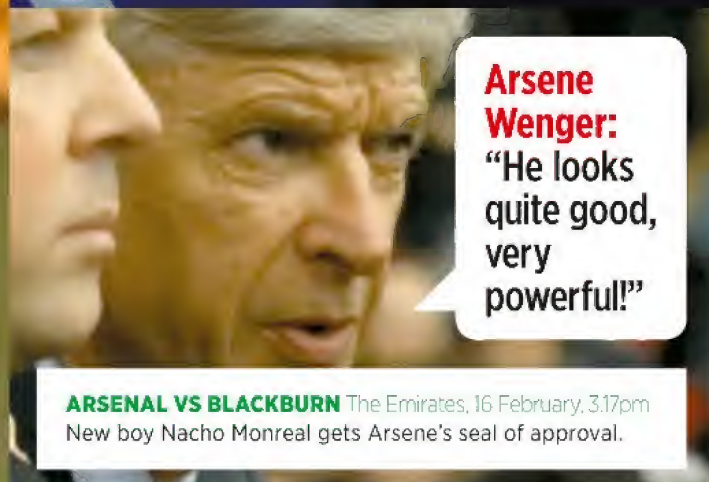 Arsene
Wenger:
“He looks
quite good,
very
powerful!”
ARSENAL VS BLACKBURN The Emirates, 16 February, 3.17pm
New boy Nacho Monreal gets Arsene’s seal of approval.